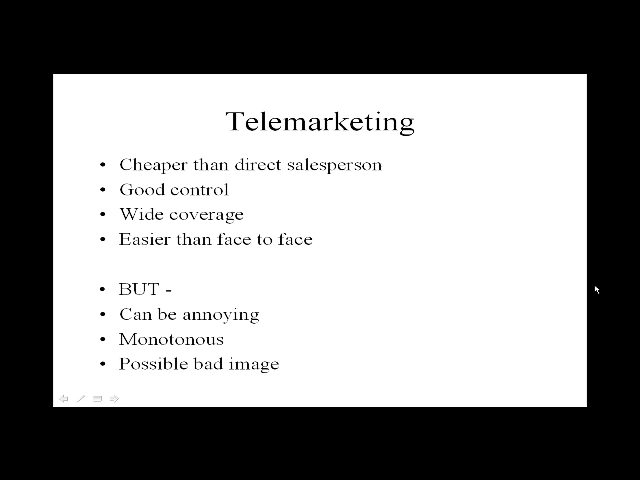 Telemarketing
• Cheaper than direct salesperson
• Good control
• Wide coverage
• Easier than face to face
• BUT -
• Can be annoying
• Monotonous
• Possible bad image